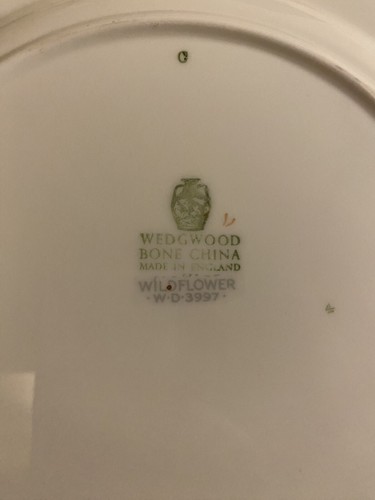 G
WEDGWOOD
BONE CHINA
MADE IN ENGLAND
WILDFLOWER
·W·D·3997·